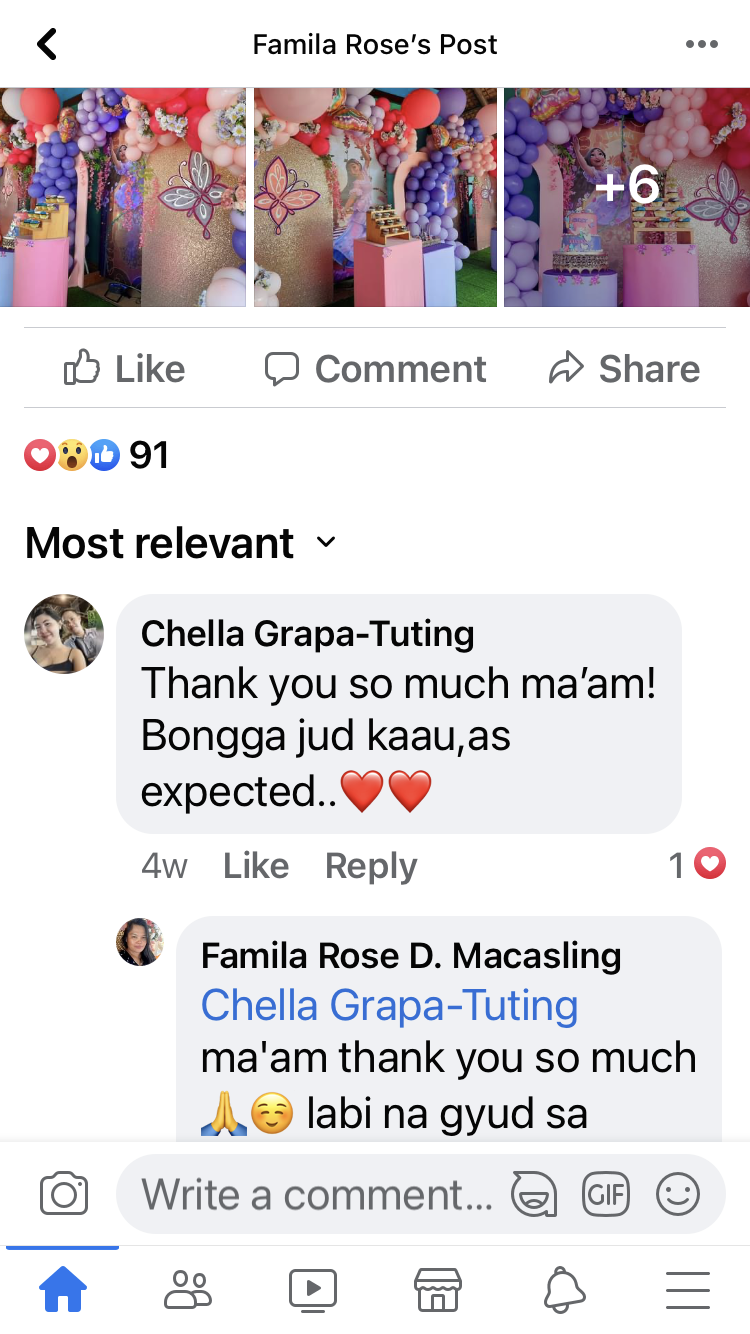 Famila Rose’s Post
+6
Like Comment Share
91
Most relevant
Chella Grapa-Tuting
Thank you so much ma’am!
Bongga jud kaau,as
expected..❤️❤️
4w Like Reply 1
Famila Rose D. Macasling
Chella Grapa-Tuting
ma'am thank you so much
🙏☺️ labi na gyud sa
Write a comment... GIF